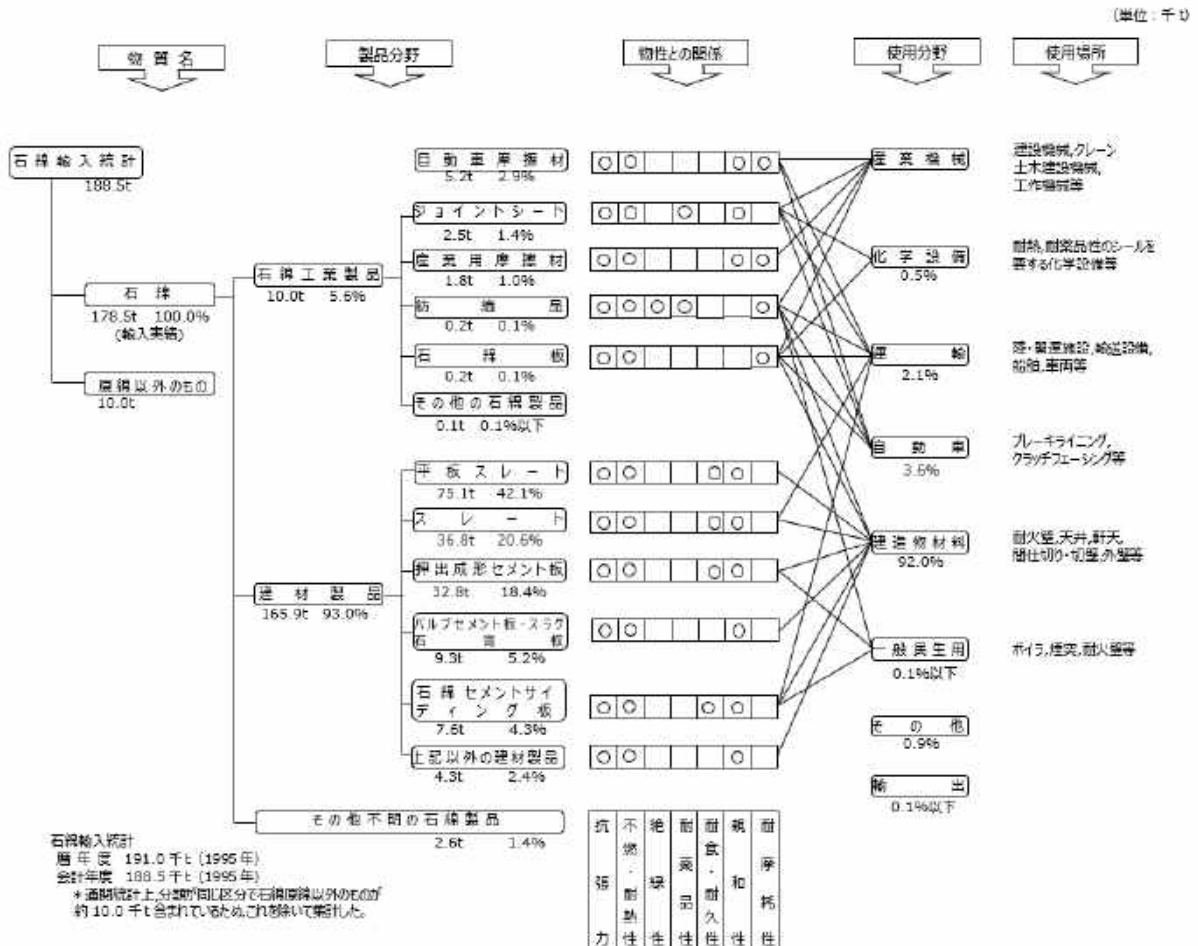 (単位：千t)
物質名
製品分野
物性との関係
使用分野
使用場所
石綿輸入統計
188.5t
石綿
178.5t 100.0%
(輸入実績)
原綿以外のもの
10.0t
石綿工業製品
10.0t 5.6%
建材製品
165.9t 93.0%
自動車摩擦材
5.2t 2.9%
ジョイントシート
2.5t 1.4%
産業用摩擦材
1.8t 1.0%
紡織品
0.2t 0.1%
石綿板
0.2t 0.1%
その他の石綿製品
0.1t 0.1%以下
平板スレート
75.1t 42.1%
スレート
36.8t 20.6%
押出成形セメント板
32.8t 18.4%
パルプセメント板・スラグ
石膏板
9.3t 5.2%
石綿セメントサイ
ディング板
7.6t 4.3%
上記以外の建材製品
4.3t 2.4%
その他不明の石綿製品
2.6t 1.4%
抗張力
不燃・耐熱性
絶縁性
耐薬品性
耐食・耐久性
親和性
耐摩耗性
産業機械
化学設備
0.5%
運輸
2.1%
自動車
3.6%
建造物材料
92.0%
一般民生用
0.1%以下
その他
0.9%
輸出
0.1%以下
建設機械,クレーン
土木建設機械,
工作機械等
耐熱,耐薬品性のシールを
要する化学設備等
輸送設備,
船舶,車両等
ブレーキライニング,
クラッチフェーシング等
耐火壁,天井,軒天,
間仕切り・切壁,外壁等
ボイラ,煙突,耐火壁等
石綿輸入統計
暦年度 191.0千t (1995年)
会計年度 188.5千t (1995年)
＊通関統計上,分類が同じ区分で石綿原綿以外のものが
約10.0千t含まれているため,これを除いて集計した。